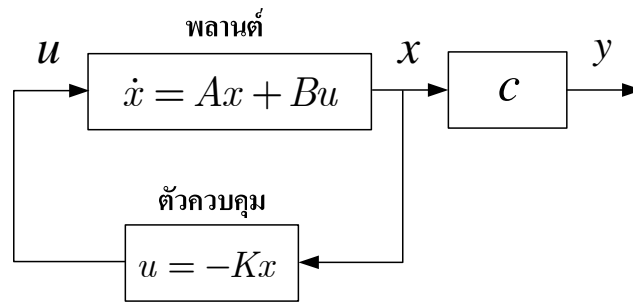 พลานต์
u
ẋ = Ax + Bu
x
c
y
ตัวควบคุม
u = −Kx